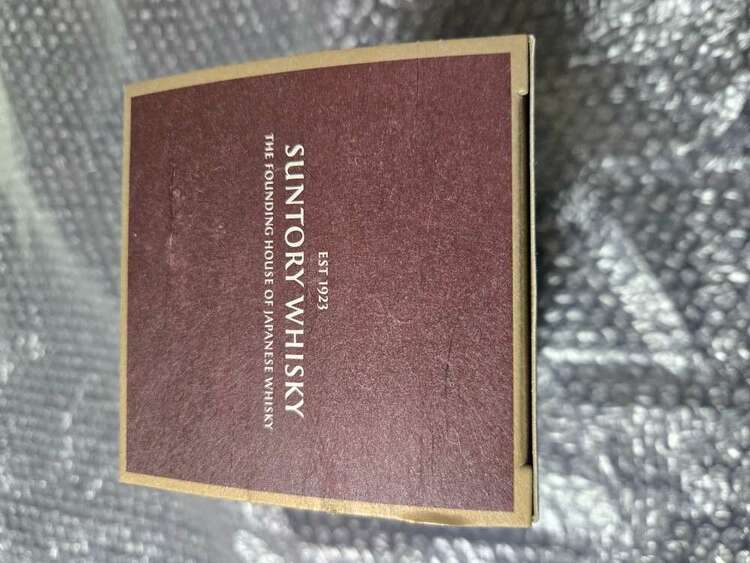 EST 1923
SUNTORY WHISKY
THE FOUNDING HOUSE OF JAPANESE WHISKY